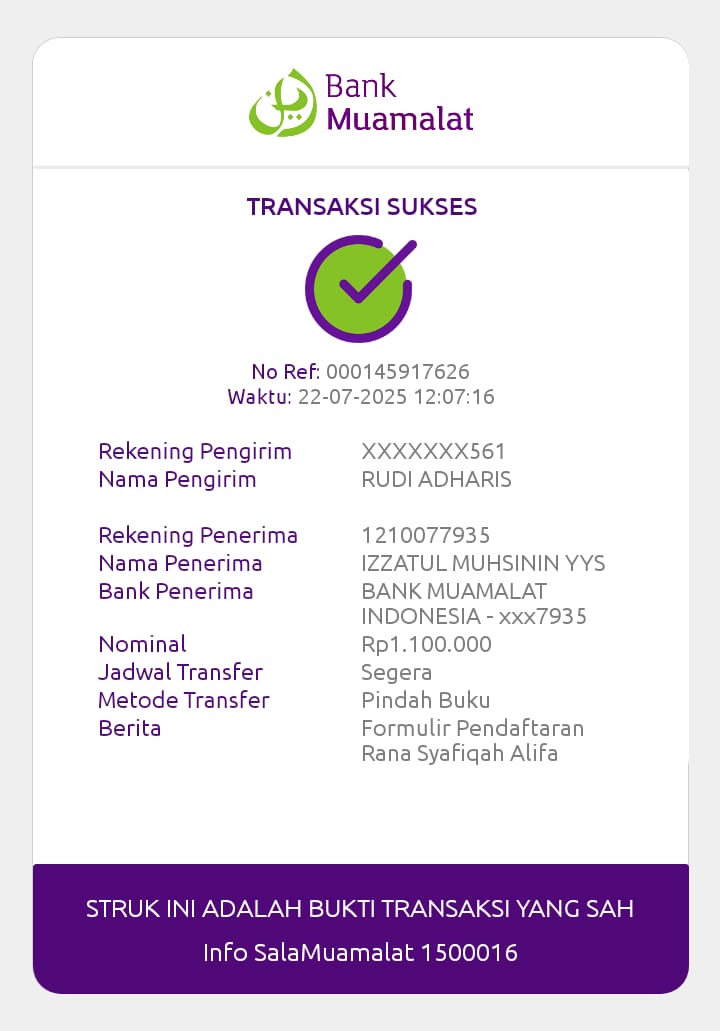 Bank
Muamalat
TRANSAKSI SUKSES
No Ref: 000145917626
Waktu: 22-07-2025 12:07:16
Rekening Pengirim XXXXXXX561
Nama Pengirim RUDI ADHARIS
Rekening Penerima 1210077935
Nama Penerima IZZATUL MUHSININ YYS
Bank Penerima BANK MUAMALAT
INDONESIA - xxx7935
Nominal Rp1.100.000
Jadwal Transfer Segera
Metode Transfer Pindah Buku
Berita Formulir Pendaftaran
Rana Syafiqah Alifa
STRUK INI ADALAH BUKTI TRANSAKSI YANG SAH
Info SalaMuamalat 1500016